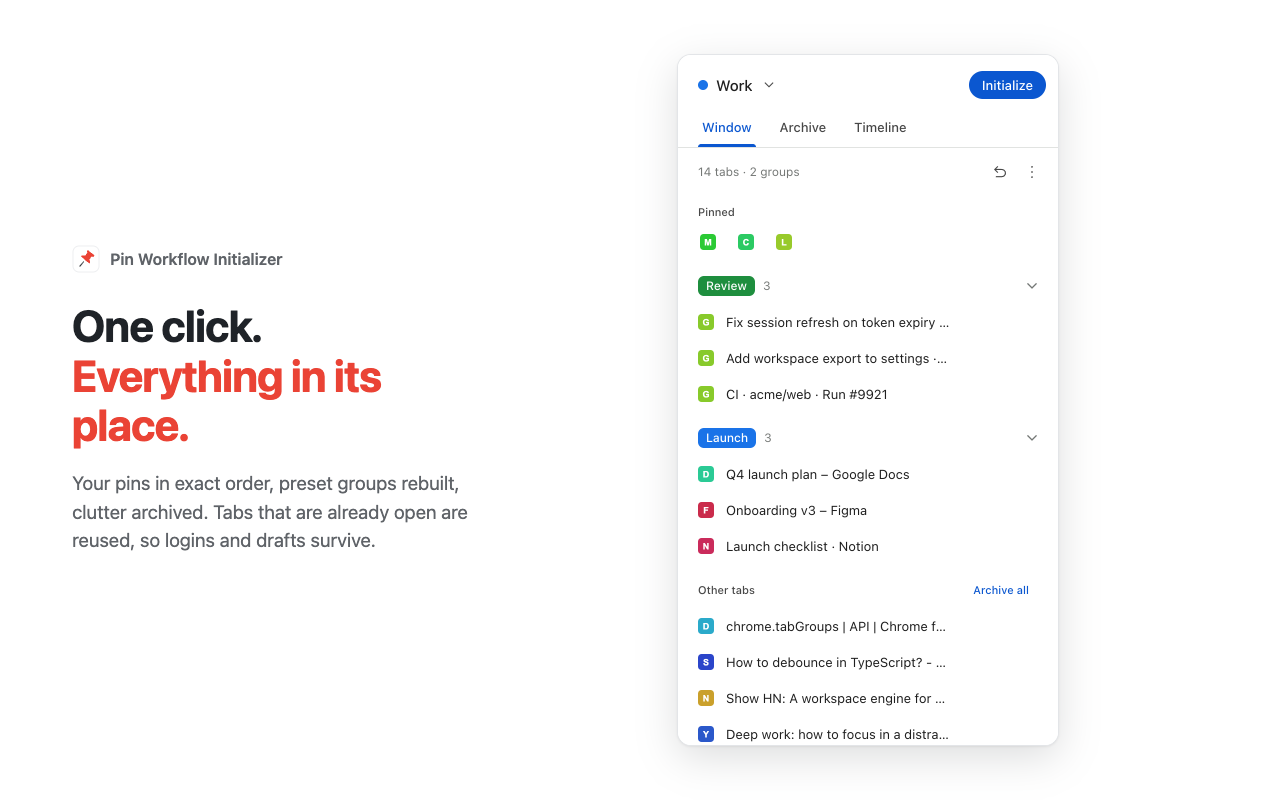 Pin Workflow Initializer
One click.
Everything in its
place.
Your pins in exact order, preset groups rebuilt,
clutter archived. Tabs that are already open are
reused, so logins and drafts survive.
Work
Initialize
Window Archive Timeline
14 tabs · 2 groups
Pinned
M C L
Review 3
G Fix session refresh on token expiry ...
G Add workspace export to settings ·...
G CI · acme/web · Run #9921
Launch 3
D Q4 launch plan – Google Docs
F Onboarding v3 – Figma
N Launch checklist · Notion
Other tabs Archive all
D chrome.tabGroups | API | Chrome f...
S How to debounce in TypeScript? - ...
N Show HN: A workspace engine for ...
Y Deep work: how to focus in a distra...